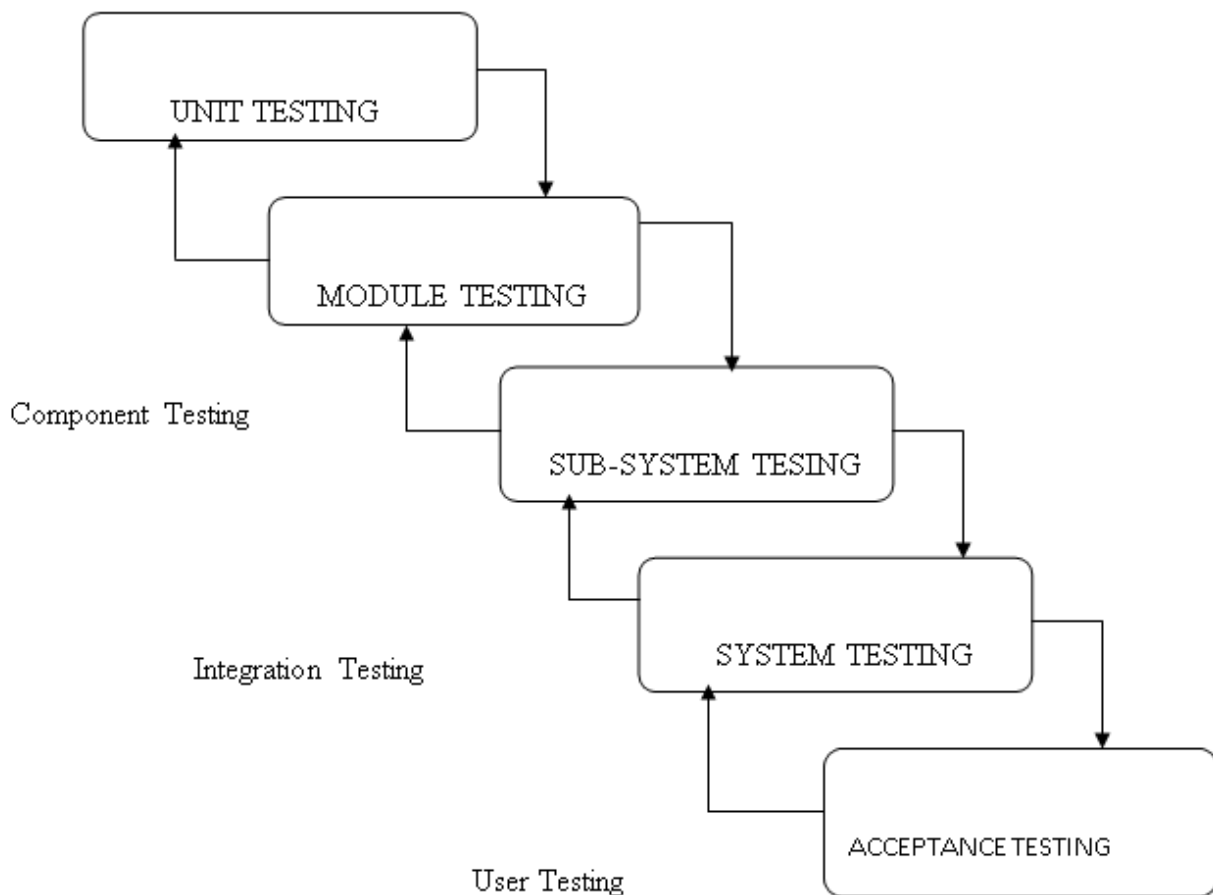 UNIT TESTING
MODULE TESTING
Component Testing
SUB-SYSTEM TESING
SYSTEM TESTING
Integration Testing
ACCEPTANCE TESTING
User Testing